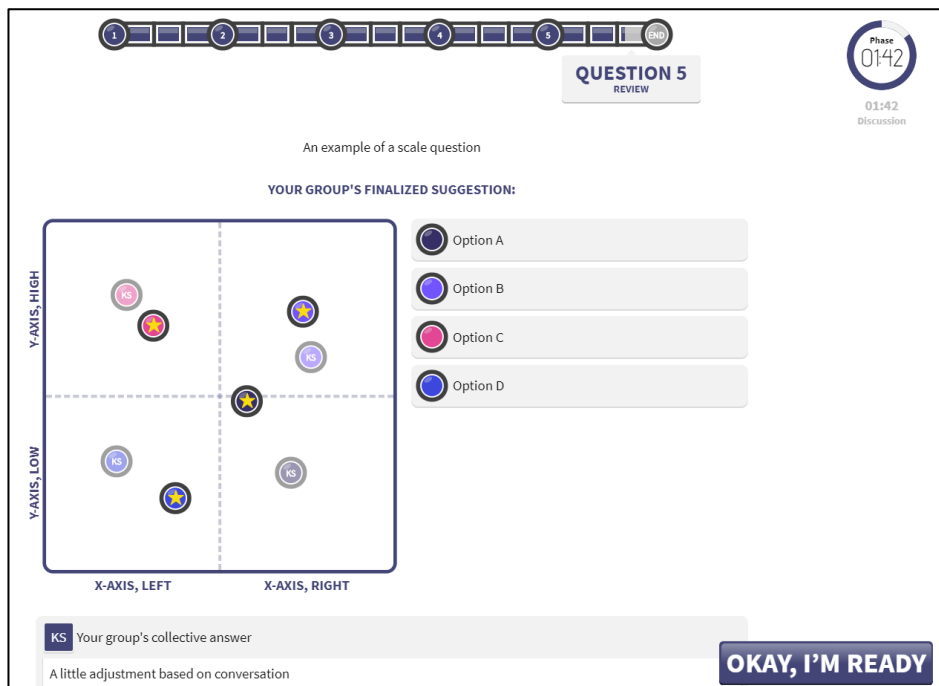 1
2
3
4
5
END
Phase
01:42
QUESTION 5
REVIEW
01:42
Discussion
An example of a scale question
YOUR GROUP'S FINALIZED SUGGESTION:
Y-AXIS, HIGH
Y-AXIS, LOW
KS
KS
KS
KS
X-AXIS, LEFT
X-AXIS, RIGHT
Option A
Option B
Option C
Option D
KS Your group's collective answer
A little adjustment based on conversation
OKAY, I'M READY